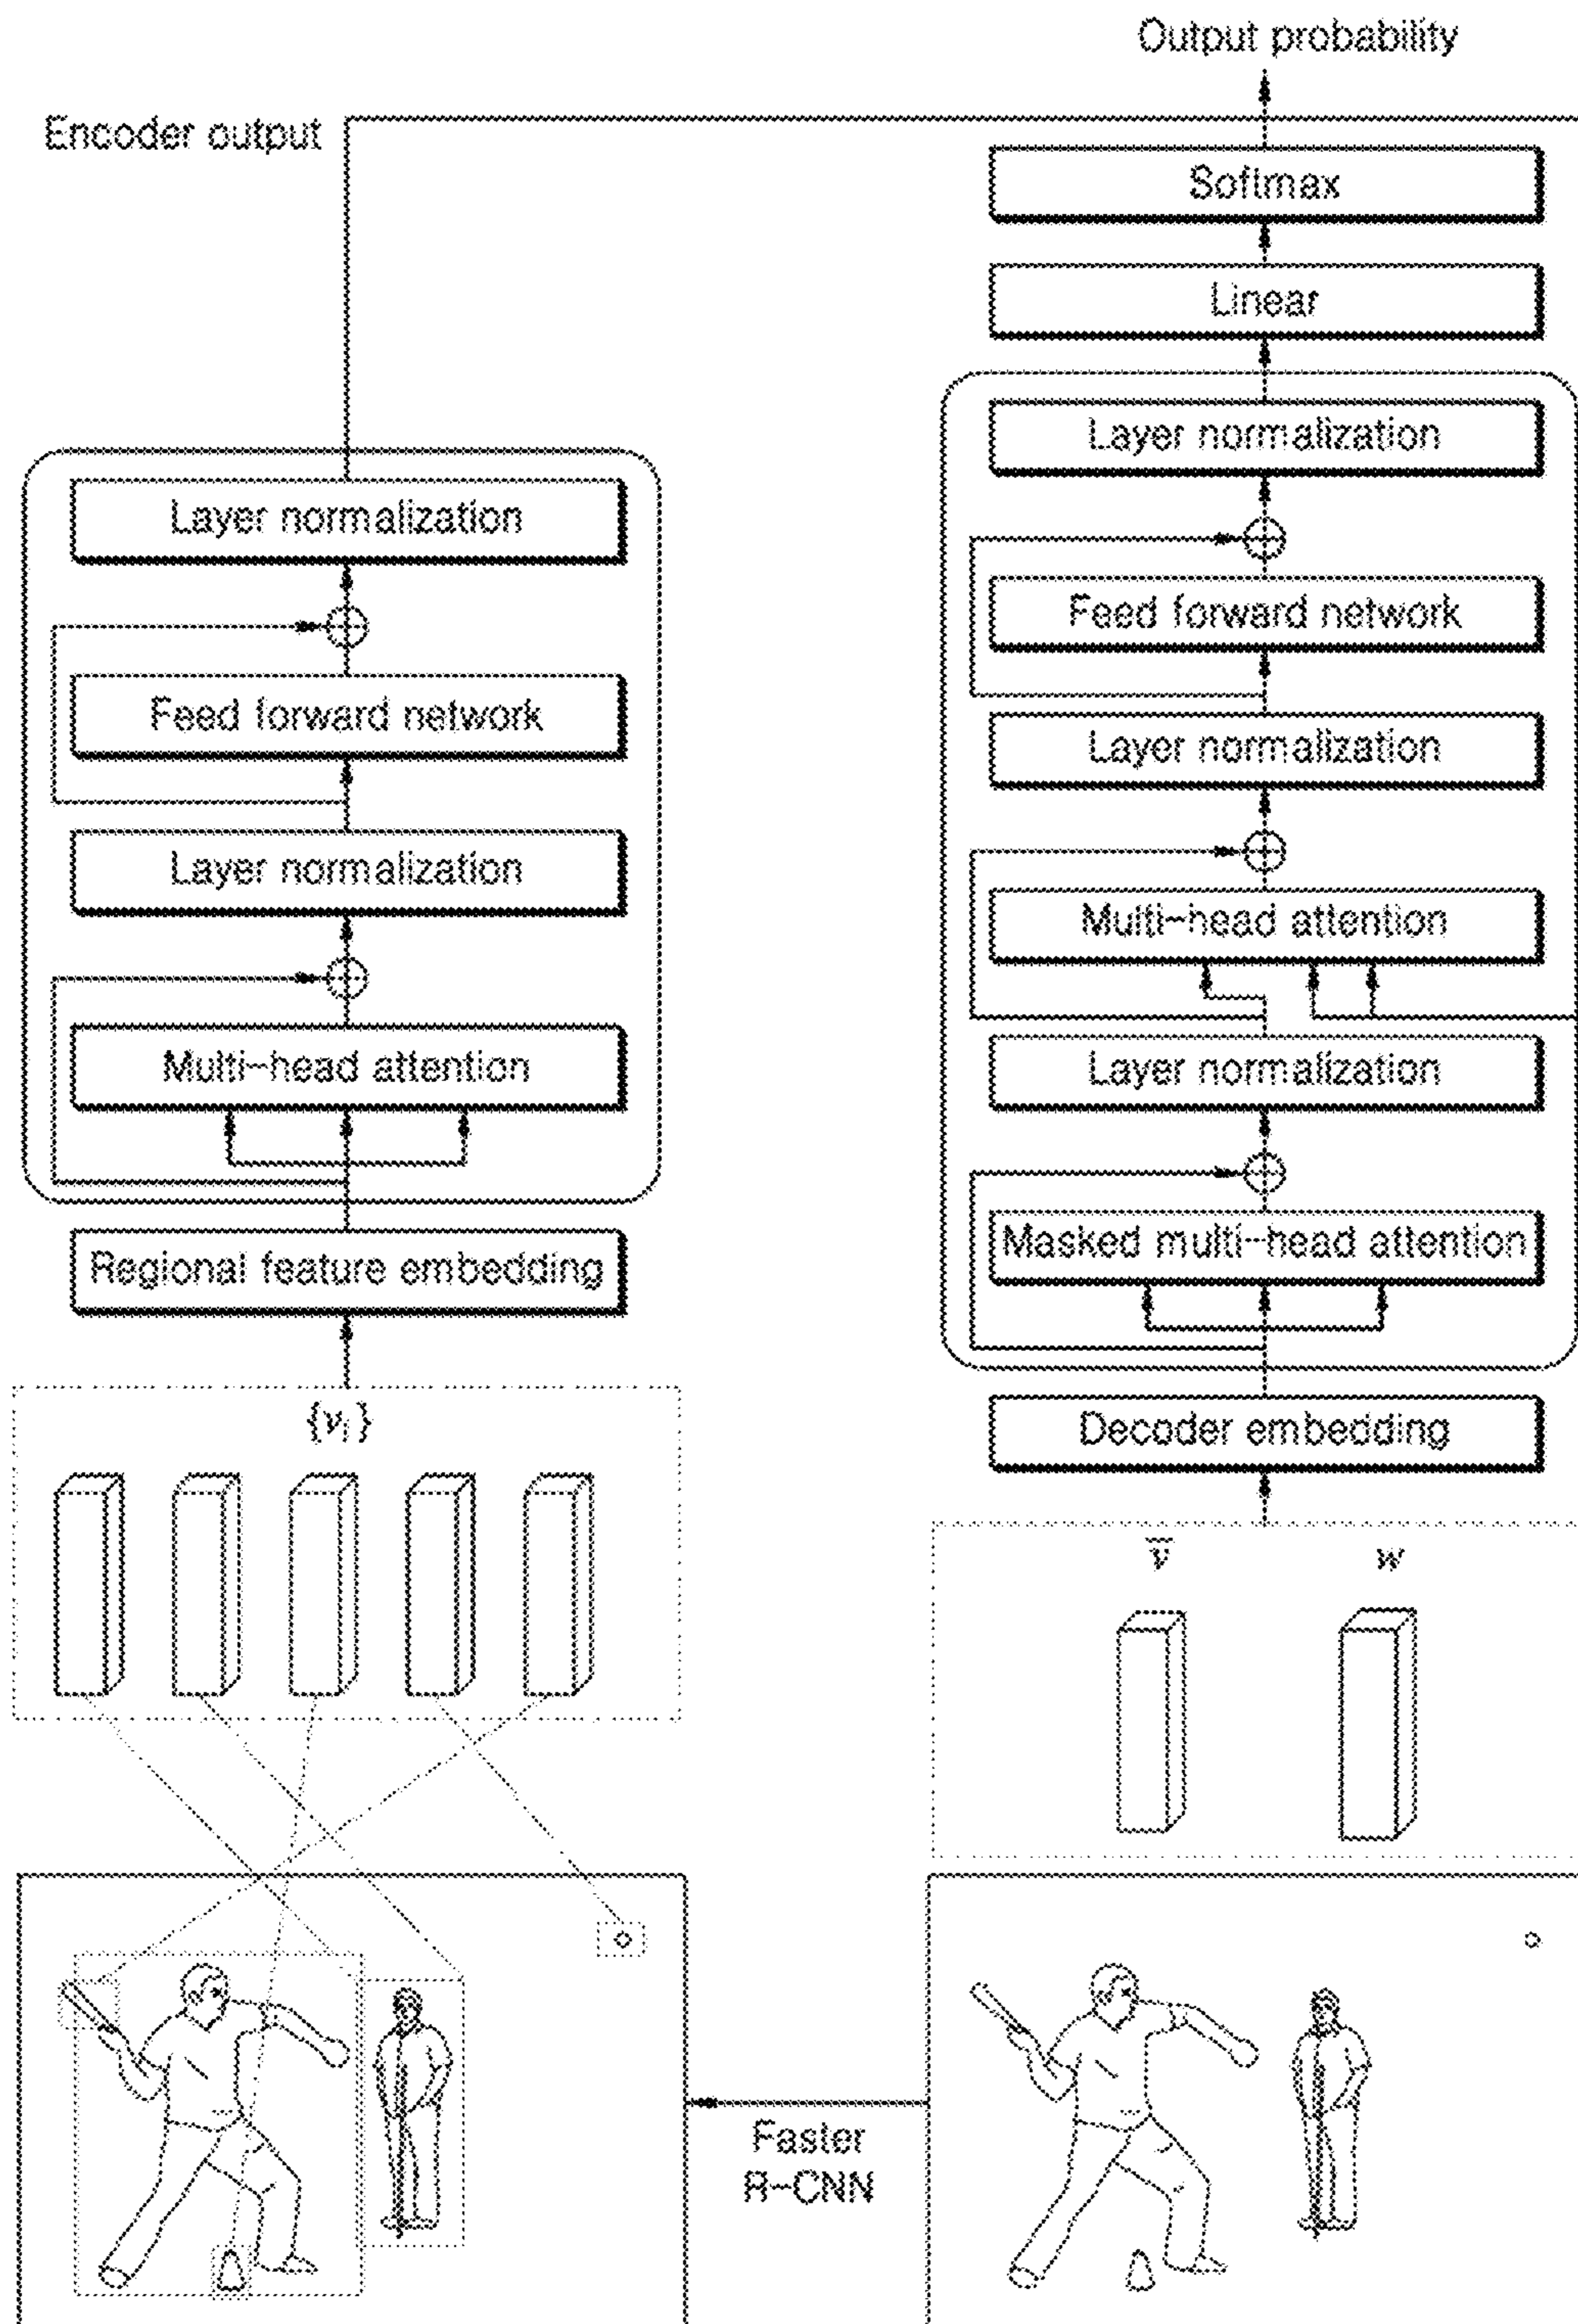 Output probability
Encoder output
Softmax
Linear
Layer normalization
Feed forward network
Layer normalization
Multi-head attention
Layer normalization
Masked multi-head attention
Decoder embedding
v̅ w
Layer normalization
Feed forward network
Layer normalization
Multi-head attention
Regional feature embedding
{vᵢ}
Faster
R-CNN